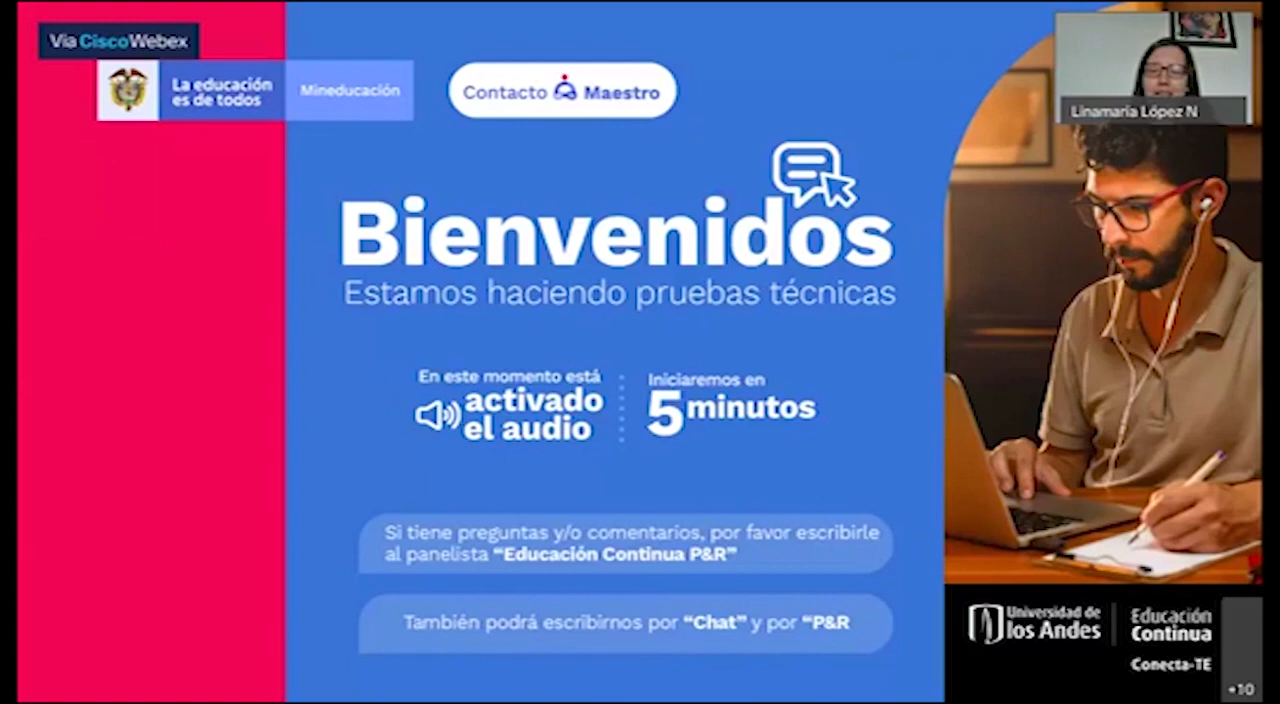 Vía CiscoWebex
La educación
es de todos
Mineducación
Contacto Maestro
Linamaría López N
Bienvenidos
Estamos haciendo pruebas técnicas
En este momento está
activado
el audio
Iniciaremos en
5 minutos
Si tiene preguntas y/o comentarios, por favor escribirle
al panelista “Educación Continua P&R”
También podrá escribirnos por “Chat” y por “P&R
Universidad de
los Andes
Educación
Continua
Conecta-TE
+10